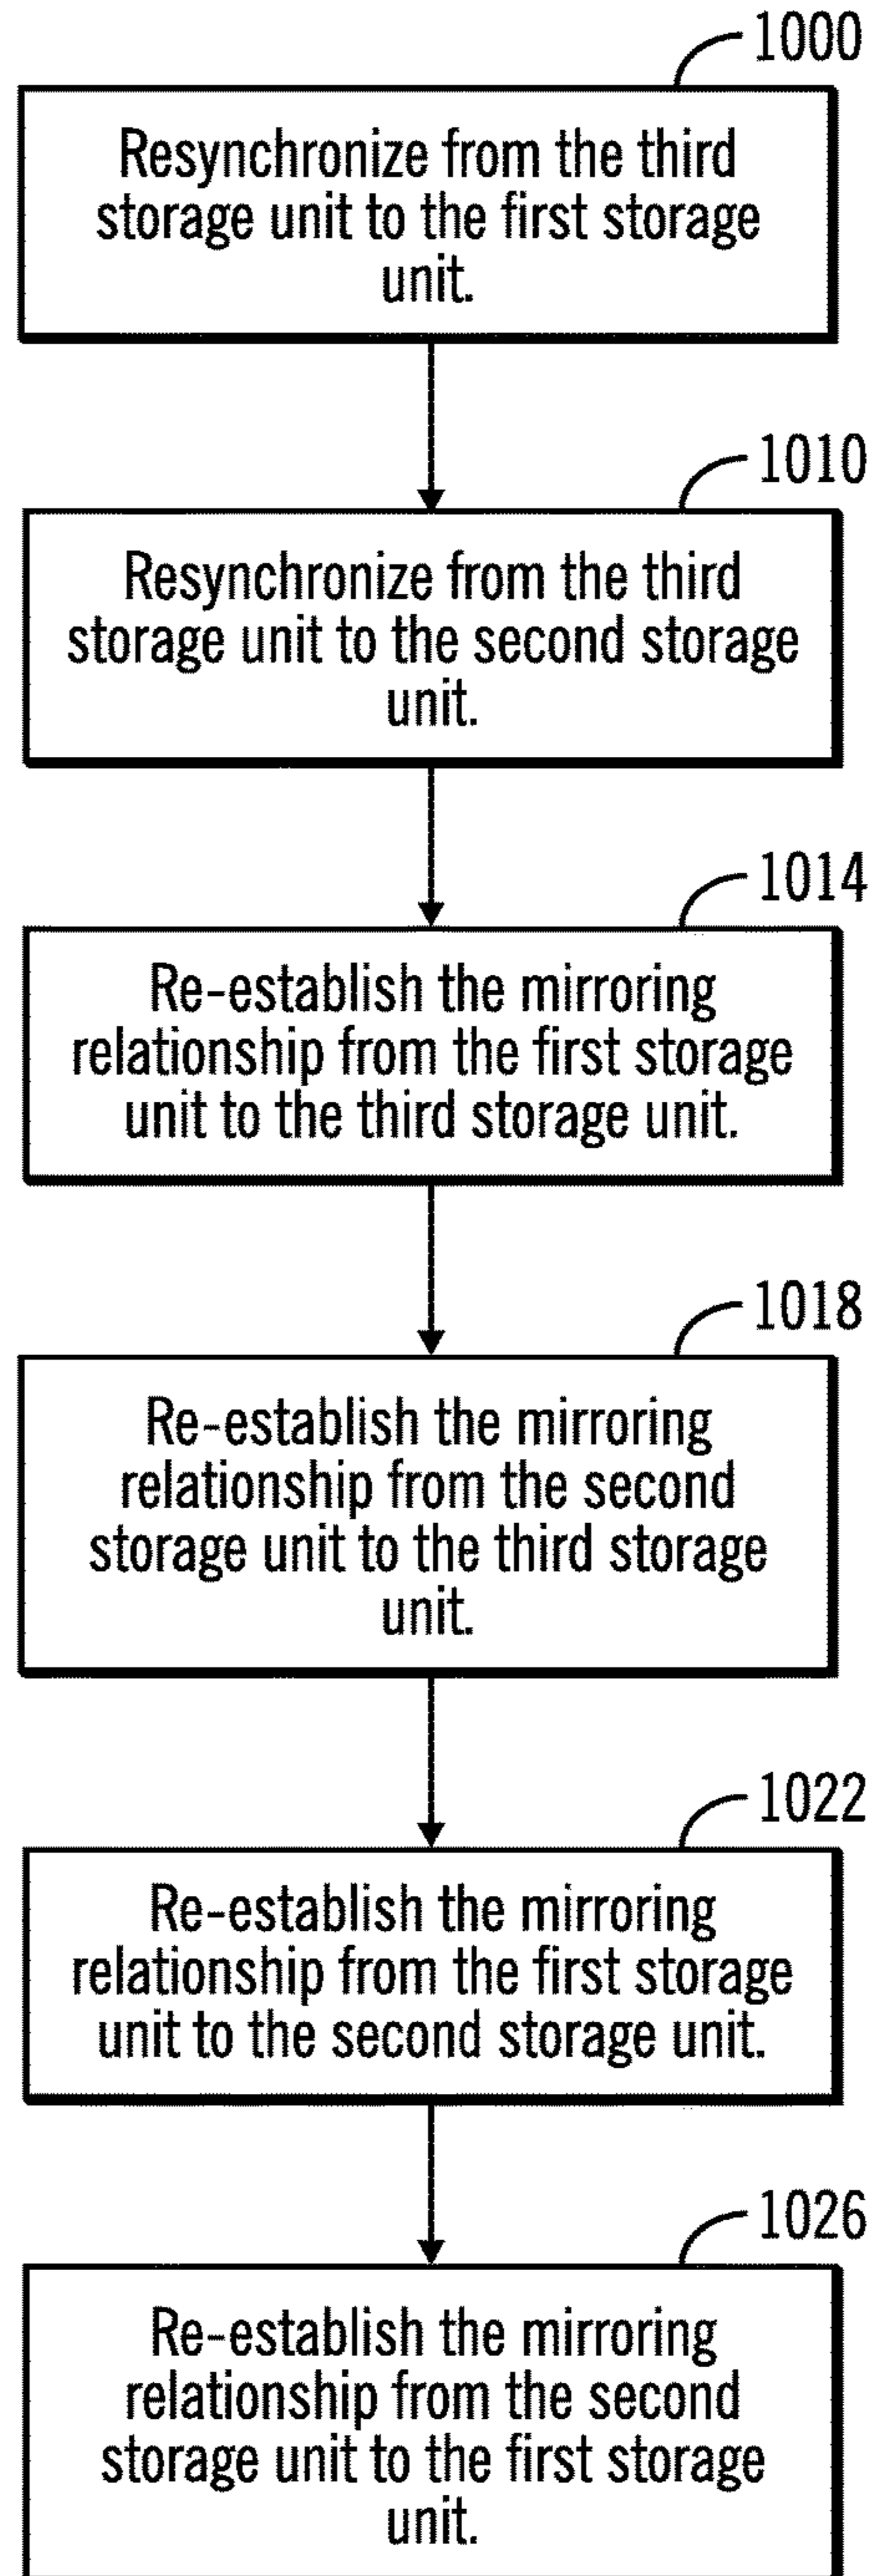 1000
Resynchronize from the third
storage unit to the first storage
unit.
1010
Resynchronize from the third
storage unit to the second storage
unit.
1014
Re-establish the mirroring
relationship from the first storage
unit to the third storage unit.
1018
Re-establish the mirroring
relationship from the second
storage unit to the third storage
unit.
1022
Re-establish the mirroring
relationship from the first storage
unit to the second storage unit.
1026
Re-establish the mirroring
relationship from the second
storage unit to the first storage
unit.